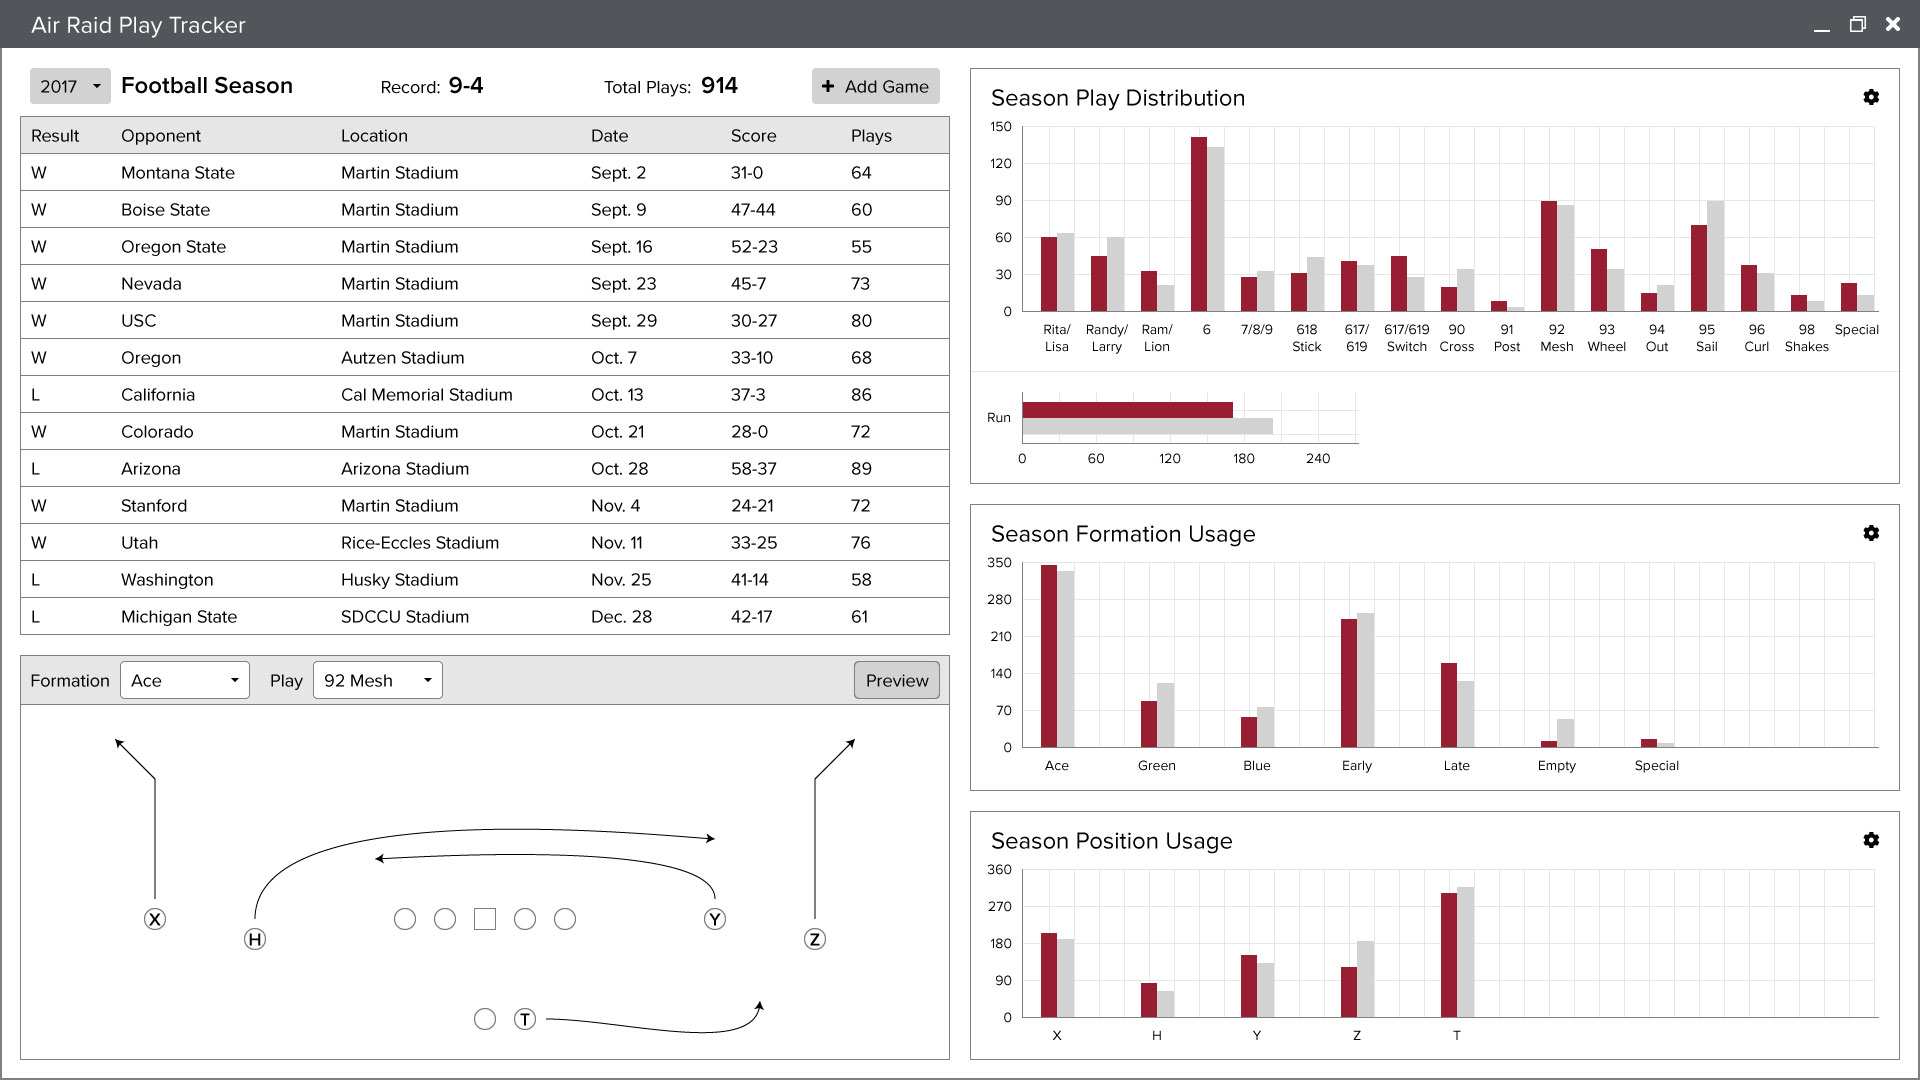 Air Raid Play Tracker
2017 Football Season Record: 9-4 Total Plays: 914 + Add Game
Result Opponent Location Date Score Plays
W Montana State Martin Stadium Sept. 2 31-0 64
W Boise State Martin Stadium Sept. 9 47-44 60
W Oregon State Martin Stadium Sept. 16 52-23 55
W Nevada Martin Stadium Sept. 23 45-7 73
W USC Martin Stadium Sept. 29 30-27 80
W Oregon Autzen Stadium Oct. 7 33-10 68
L California Cal Memorial Stadium Oct. 13 37-3 86
W Colorado Martin Stadium Oct. 21 28-0 72
L Arizona Arizona Stadium Oct. 28 58-37 89
W Stanford Martin Stadium Nov. 4 24-21 72
W Utah Rice-Eccles Stadium Nov. 11 33-25 76
L Washington Husky Stadium Nov. 25 41-14 58
L Michigan State SDCCU Stadium Dec. 28 42-17 61
Formation Ace Play 92 Mesh Preview
X Y
H Z
T
Season Play Distribution
150
120
90
60
30
0
Rita/ Randy/ Ram/ 6 7/8/9 618 617/ 617/619 90 91 92 93 94 95 96 98 Special
Lisa Larry Lion Stick 619 Switch Cross Post Mesh Wheel Out Sail Curl Shakes
Run
0 60 120 180 240
Season Formation Usage
350
280
210
140
70
0
Ace Green Blue Early Late Empty Special
Season Position Usage
360
270
180
90
0
X H Y Z T